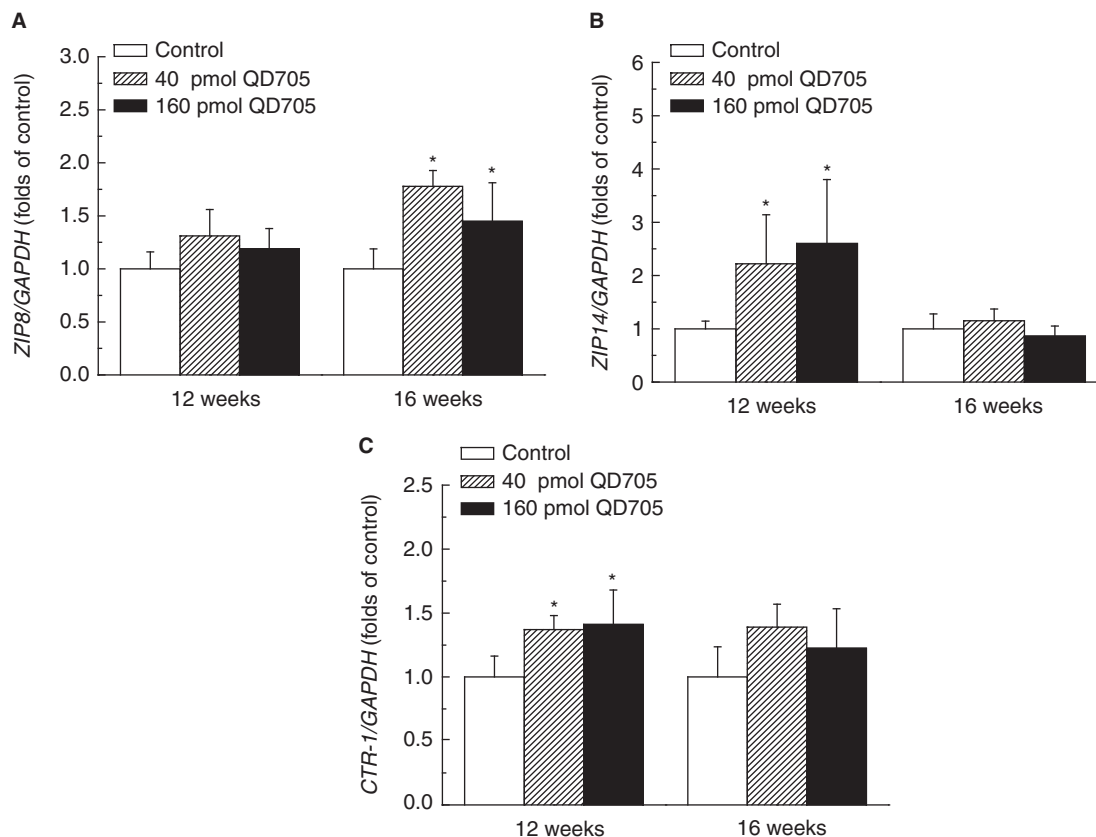 A
Control
40 pmol QD705
160 pmol QD705
ZIP8/GAPDH (folds of control)
3.0
2.5
2.0
1.5
1.0
0.5
0.0
*
*
12 weeks
16 weeks
B
Control
40 pmol QD705
160 pmol QD705
ZIP14/GAPDH (folds of control)
6
5
4
3
2
1
0
*
*
12 weeks
16 weeks
C
Control
40 pmol QD705
160 pmol QD705
CTR-1/GAPDH (folds of control)
2.5
2.0
1.5
1.0
0.5
0.0
*
*
12 weeks
16 weeks